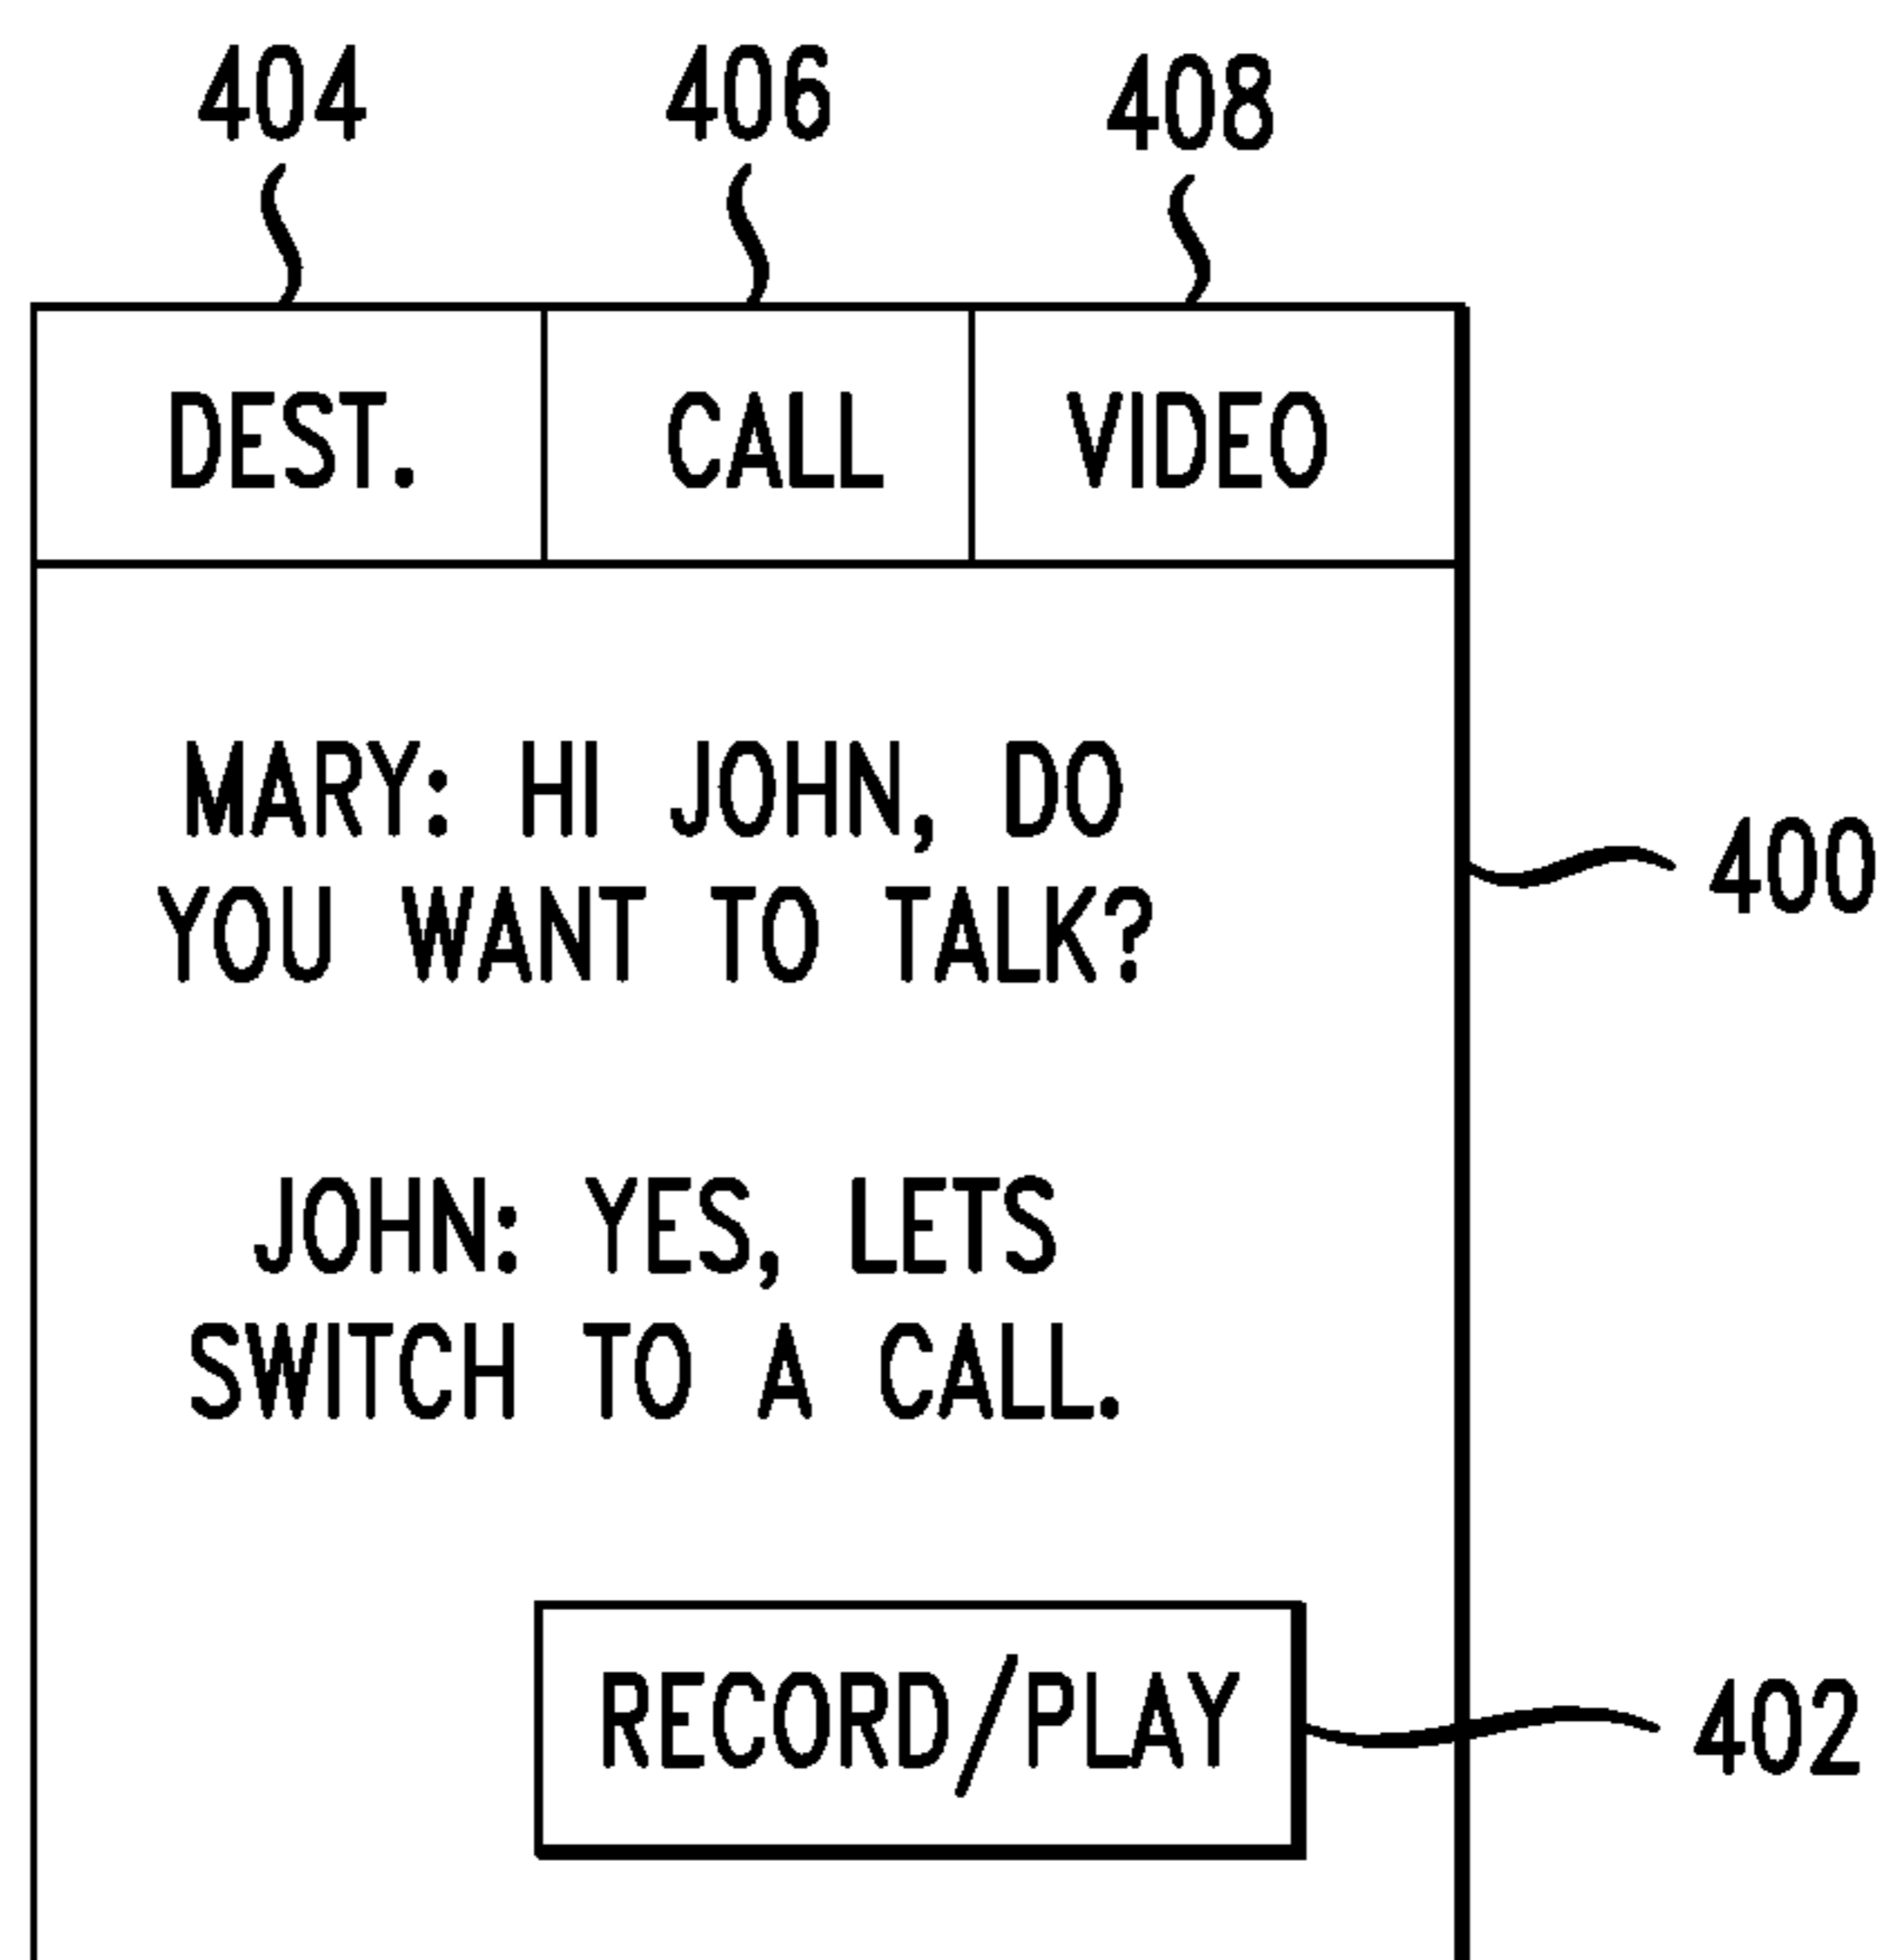 404 406 408
DEST. CALL VIDEO
MARY: HI JOHN, DO
YOU WANT TO TALK?
400
JOHN: YES, LETS
SWITCH TO A CALL.
RECORD/PLAY
402